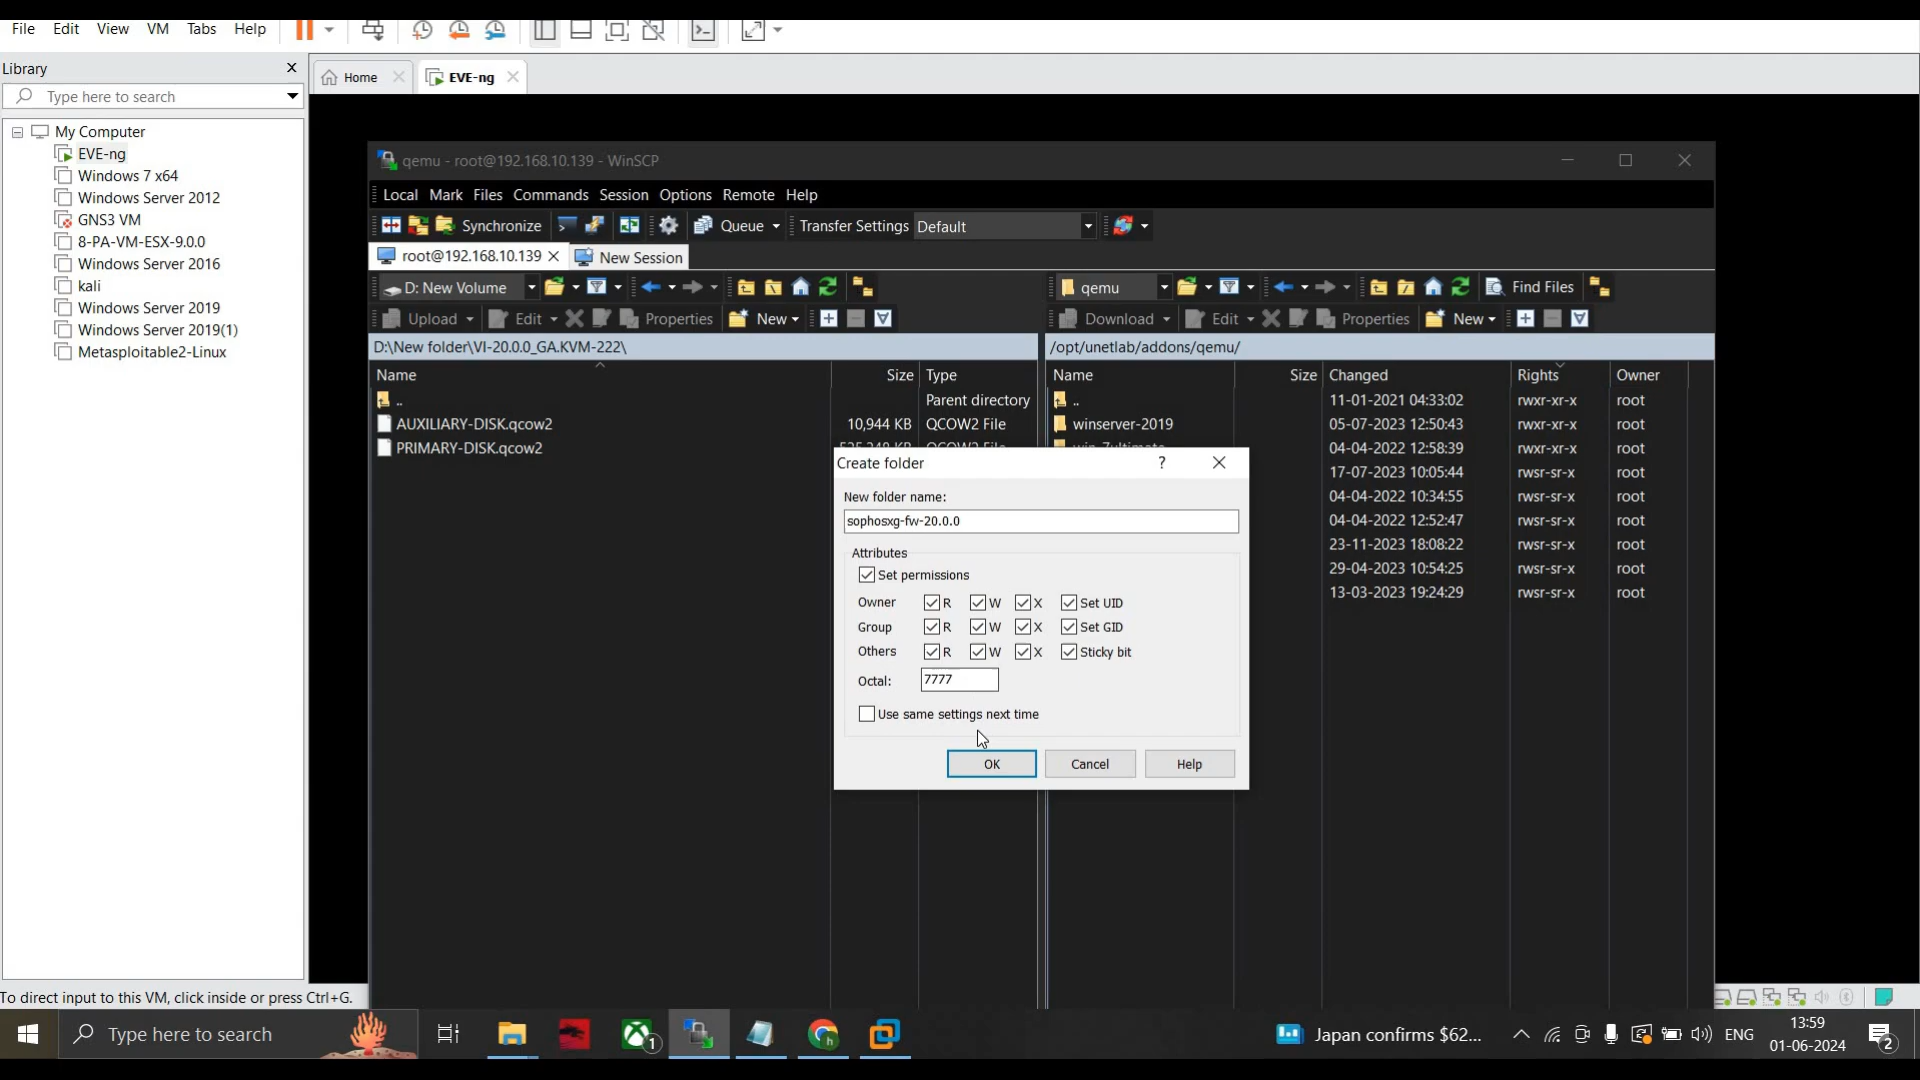 File Edit View VM Tabs Help
Library
Home
EVE-ng
Type here to search
My Computer
EVE-ng
Windows 7 x64
Windows Server 2012
GNS3 VM
8-PA-VM-ESX-9.0.0
Windows Server 2016
kali
Windows Server 2019
Windows Server 2019(1)
Metasploitable2-Linux
qemu - root@192.168.10.139 - WinSCP
Local Mark Files Commands Session Options Remote Help
Synchronize Queue Transfer Settings Default
root@192.168.10.139 New Session
D: New Volume
qemu Find Files
Upload Edit Properties New
Download Edit Properties New
D:\New folder\VI-20.0.0_GA.KVM-222\
/opt/unetlab/addons/qemu/
Name Size Type
.. Parent directory
AUXILIARY-DISK.qcow2 10,944 KB QCOW2 File
PRIMARY-DISK.qcow2
Name Size Changed Rights Owner
.. 11-01-2021 04:33:02 rwxr-xr-x root
winserver-2019 05-07-2023 12:50:43 rwxr-xr-x root
04-04-2022 12:58:39 rwxr-xr-x root
17-07-2023 10:05:44 rwsr-sr-x root
04-04-2022 10:34:55 rwsr-sr-x root
04-04-2022 12:52:47 rwsr-sr-x root
23-11-2023 18:08:22 rwsr-sr-x root
29-04-2023 10:54:25 rwsr-sr-x root
13-03-2023 19:24:29 rwsr-sr-x root
Create folder ?
New folder name:
sophosxg-fw-20.0.0
Attributes
Set permissions
Owner R W X Set UID
Group R W X Set GID
Others R W X Sticky bit
Octal: 7777
Use same settings next time
OK Cancel Help
To direct input to this VM, click inside or press Ctrl+G.
Type here to search
1
Japan confirms $62...
ENG
13:59
01-06-2024
2